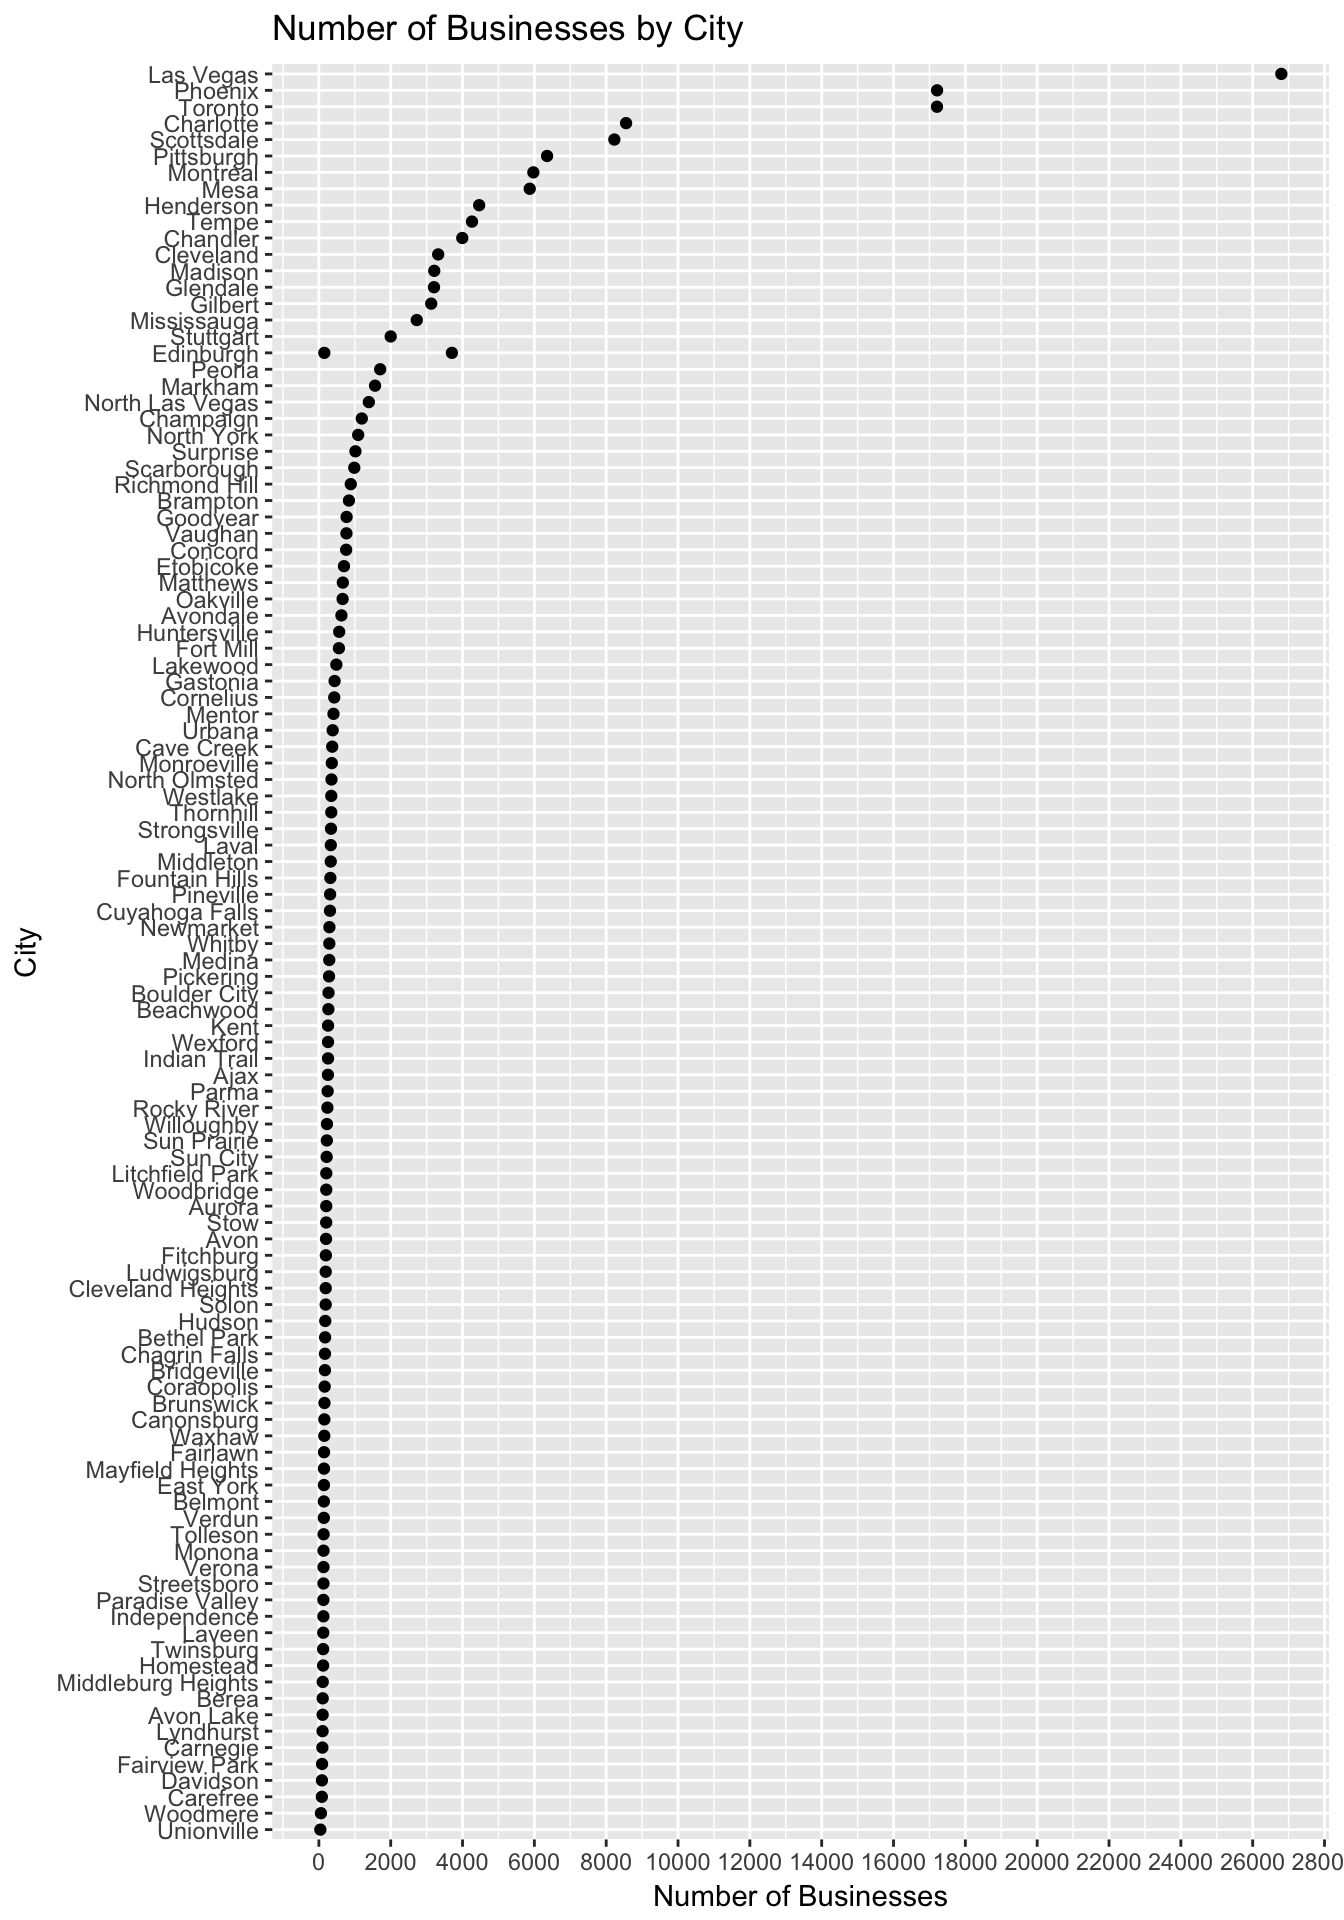 Number of Businesses by City
Las Vegas
Phoenix
Toronto
Charlotte
Scottsdale
Pittsburgh
Montréal
Mesa
Henderson
Tempe
Chandler
Cleveland
Madison
Glendale
Gilbert
Mississauga
Stuttgart
Edinburgh
Peoria
Markham
North Las Vegas
Champaign
North York
Surprise
Scarborough
Richmond Hill
Brampton
Goodyear
Vaughan
Concord
Etobicoke
Matthews
Oakville
Avondale
Huntersville
Fort Mill
Lakewood
Gastonia
Cornelius
Mentor
Urbana
Cave Creek
Monroeville
North Olmsted
Westlake
Thornhill
Strongsville
Laval
Middleton
Fountain Hills
Pineville
Cuyahoga Falls
Newmarket
Whitby
Medina
Pickering
Boulder City
Beachwood
Kent
Wexford
Indian Trail
Ajax
Parma
Rocky River
Willoughby
Sun Prairie
Sun City
Litchfield Park
Woodbridge
Aurora
Stow
Avon
Fitchburg
Ludwigsburg
Cleveland Heights
Solon
Hudson
Bethel Park
Chagrin Falls
Bridgeville
Coraopolis
Brunswick
Canonsburg
Waxhaw
Fairlawn
Mayfield Heights
East York
Belmont
Verdun
Tolleson
Monona
Verona
Streetsboro
Paradise Valley
Independence
Laveen
Twinsburg
Homestead
Middleburg Heights
Berea
Avon Lake
Lyndhurst
Carnegie
Fairview Park
Davidson
Carefree
Woodmere
Unionville
City
0 2000 4000 6000 8000 10000 12000 14000 16000 18000 20000 22000 24000 26000 2800
Number of Businesses